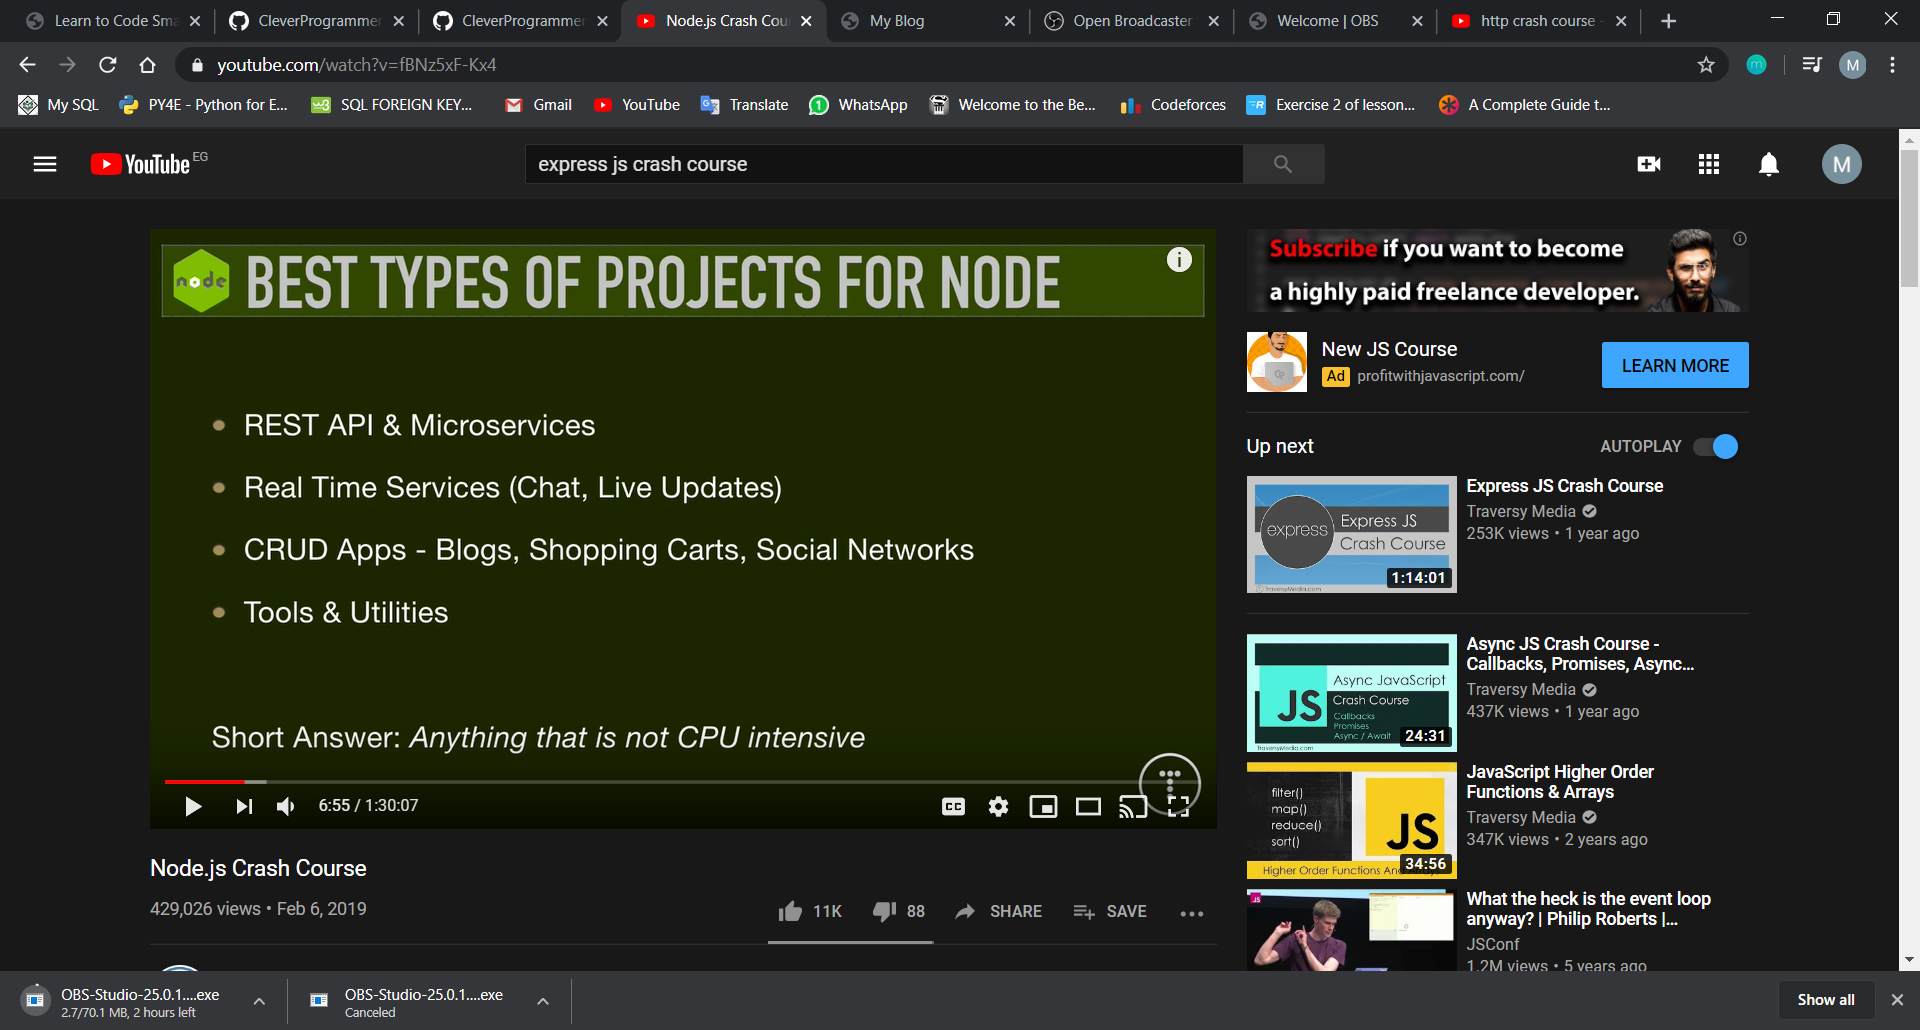 Learn to Code Sma
CleverProgrammer
CleverProgrammer
Node.js Crash Cou
My Blog
Open Broadcaster
Welcome | OBS
http crash course -
youtube.com/watch?v=fBNz5xF-Kx4
M
My SQL
PY4E - Python for E...
w3
SQL FOREIGN KEY...
Gmail
YouTube
Translate
WhatsApp
Welcome to the Be...
Codeforces
Exercise 2 of lesson...
A Complete Guide t...
YouTube EG
express js crash course
M
node
BEST TYPES OF PROJECTS FOR NODE
REST API & Microservices
Real Time Services (Chat, Live Updates)
CRUD Apps - Blogs, Shopping Carts, Social Networks
Tools & Utilities
Short Answer: Anything that is not CPU intensive
6:55 / 1:30:07
CC
Node.js Crash Course
429,026 views • Feb 6, 2019
11K
88
SHARE
SAVE
Subscribe if you want to become
a highly paid freelance developer.
New JS Course
Ad profitwithjavascript.com/
LEARN MORE
Up next
AUTOPLAY
express
Express JS
Crash Course
1:14:01
TraversyMedia.com
Express JS Crash Course
Traversy Media
253K views • 1 year ago
JS
Async JavaScript
Crash Course
Callbacks
Promises
Async / Await
24:31
TraversyMedia.com
Async JS Crash Course -
Callbacks, Promises, Async...
Traversy Media
437K views • 1 year ago
filter()
map()
reduce()
sort()
JS
34:56
Higher Order Functions And
JavaScript Higher Order
Functions & Arrays
Traversy Media
347K views • 2 years ago
JS
What the heck is the event loop
anyway? | Philip Roberts |...
JSConf
1.2M views • 5 years ago
OBS-Studio-25.0.1....exe
2.7/70.1 MB, 2 hours left
OBS-Studio-25.0.1....exe
Canceled
Show all